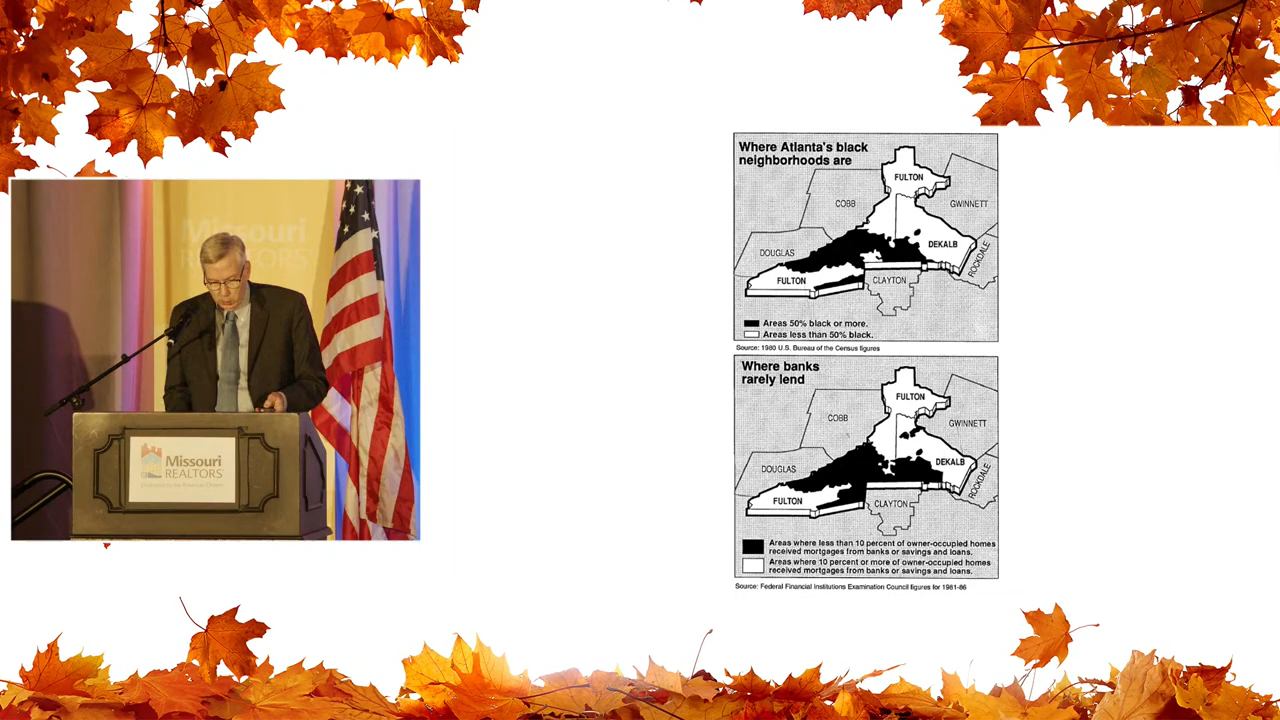 Missouri
REALTORS
Missouri
REALTORS
Where Atlanta's black
neighborhoods are
FULTON
COBB
GWINNETT
DOUGLAS
DEKALB
ROCKDALE
FULTON
CLAYTON
Areas 50% black or more.
Areas less than 50% black.
Source: 1980 U.S. Bureau of the Census figures
Where banks
rarely lend
FULTON
COBB
GWINNETT
DOUGLAS
DEKALB
ROCKDALE
FULTON
CLAYTON
Areas where less than 10 percent of owner-occupied homes
received mortgages from banks or savings and loans.
Areas where 10 percent or more of owner-occupied homes
received mortgages from banks or savings and loans.
Source: Federal Financial Institutions Examination Council figures for 1981-86